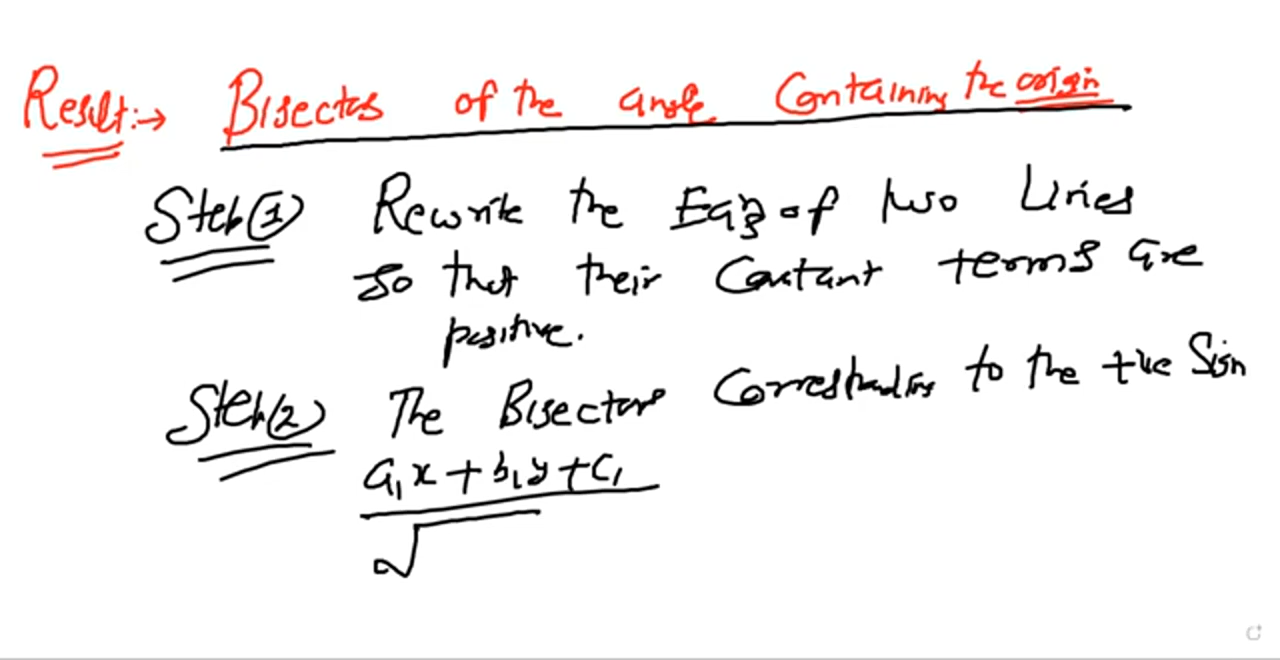 Result:→ Bisectors of the angle Containing the origin
Step(1) Rewrite the Eqn's of two Lines
so that their Constant terms are
positive.
Step(2) The Bisectors Corresponding to the +ve Sign
a₁x + b₁y + c₁
√